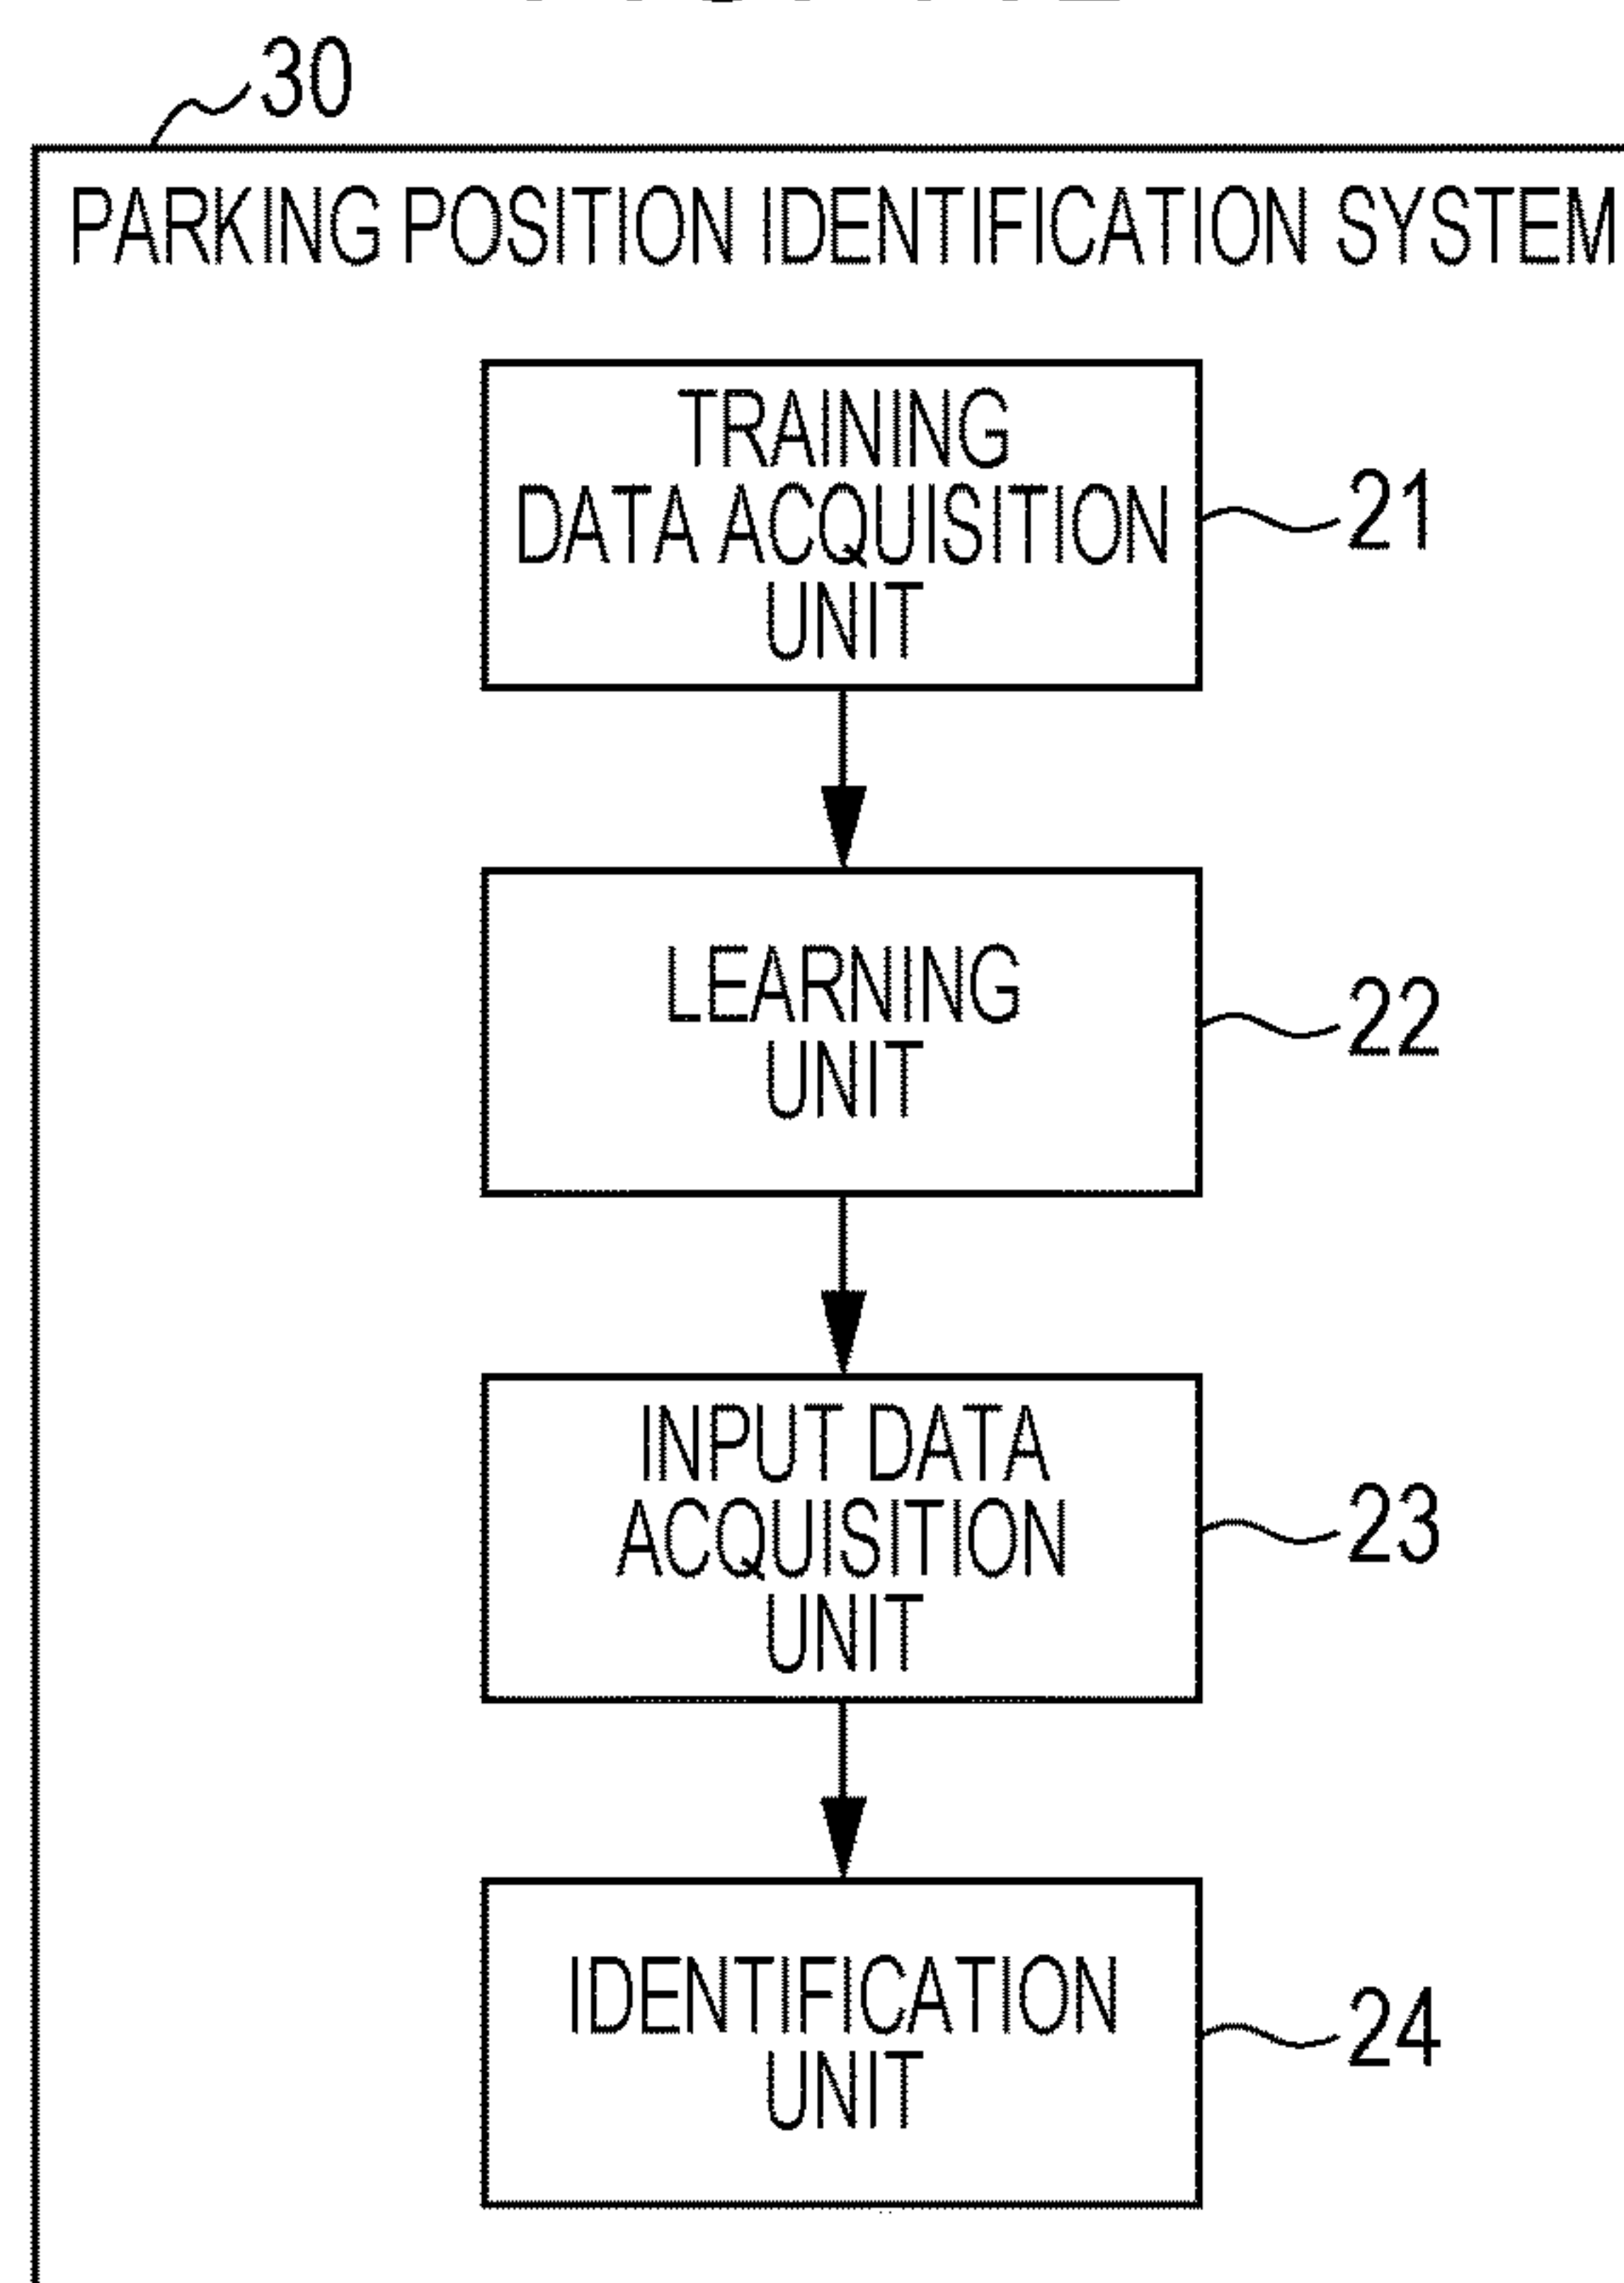 30
PARKING POSITION IDENTIFICATION SYSTEM
TRAINING
DATA ACQUISITION
UNIT
21
LEARNING
UNIT
22
INPUT DATA
ACQUISITION
UNIT
23
IDENTIFICATION
UNIT
24